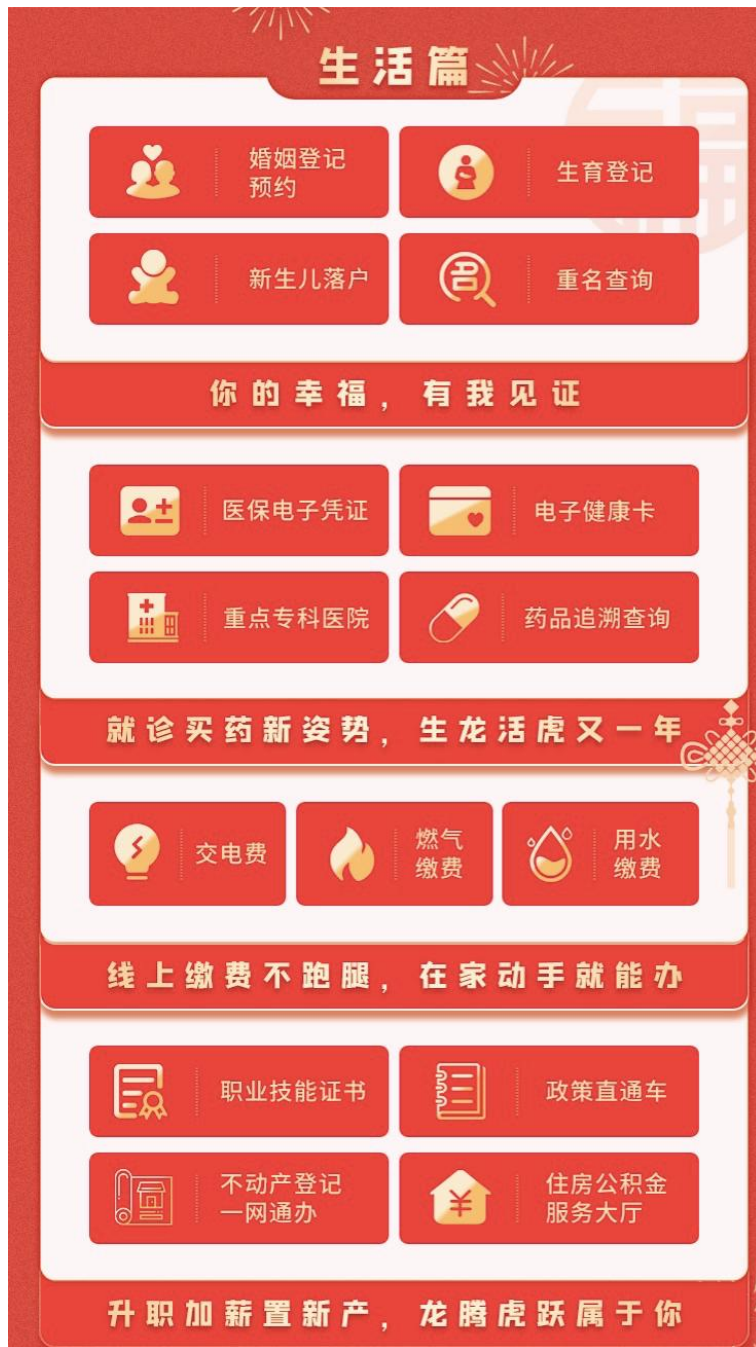 生活篇
婚姻登记
预约
生育登记
新生儿落户
重名查询
你的幸福，有我见证
医保电子凭证
电子健康卡
重点专科医院
药品追溯查询
就诊买药新姿势，生龙活虎又一年
交电费
燃气
缴费
用水
缴费
线上缴费不跑腿，在家动手就能办
职业技能证书
政策直通车
不动产登记
一网通办
住房公积金
服务大厅
升职加薪置新产，龙腾虎跃属于你